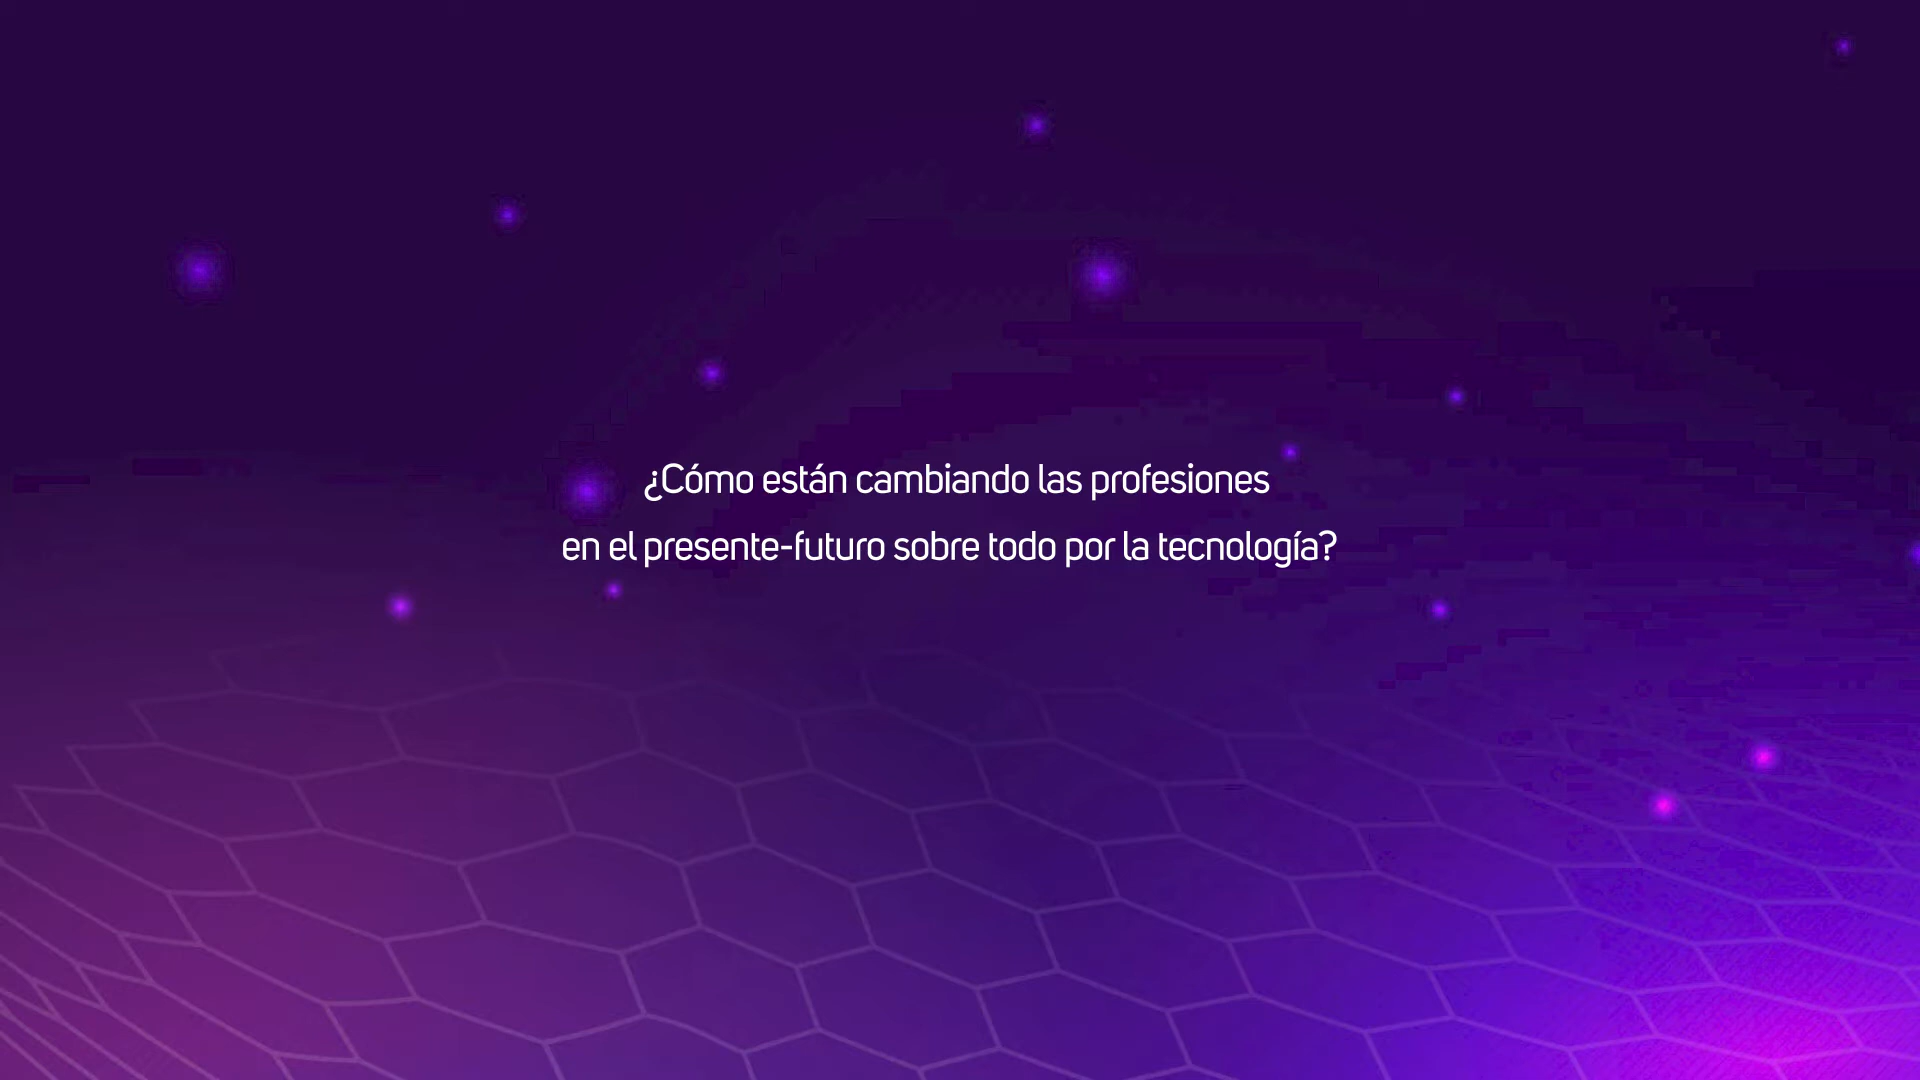 ¿Cómo están cambiando las profesiones
en el presente-futuro sobre todo por la tecnología?